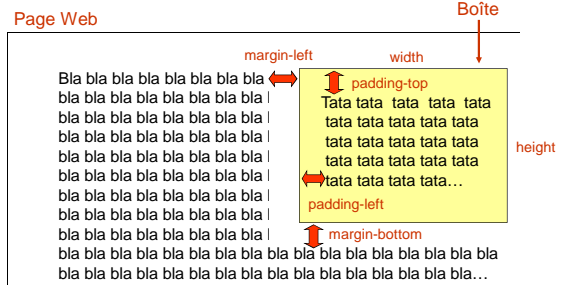 Page Web
Boîte
margin-left
width
padding-top
height
padding-left
margin-bottom
Bla bla bla bla bla bla bla bla
bla bla bla bla bla bla bla bla
bla bla bla bla bla bla bla bla
bla bla bla bla bla bla bla bla
bla bla bla bla bla bla bla bla
bla bla bla bla bla bla bla bla
bla bla bla bla bla bla bla bla
bla bla bla bla bla bla bla bla
bla bla bla bla bla bla bla bla
bla bla bla bla bla bla bla bla bla bla bla bla bla bla bla bla bla
bla bla bla bla bla bla bla bla bla bla bla bla bla bla bla bla…
Tata tata tata tata tata
tata tata tata tata tata
tata tata tata tata tata
tata tata tata tata tata
tata tata tata tata…